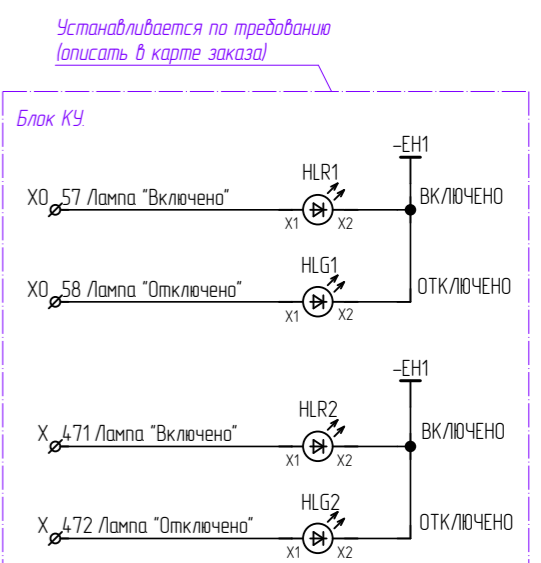 Устанавливается по требованию
(описать в карте заказа)
Блок КУ.
-ЕН1
HLR1
X0 57 Лампа "Включено"
ВКЛЮЧЕНО
X1 X2
HLG1
X0 58 Лампа "Отключено"
ОТКЛЮЧЕНО
X1 X2
-ЕН1
HLR2
X 471 Лампа "Включено"
ВКЛЮЧЕНО
X1 X2
HLG2
X 472 Лампа "Отключено"
ОТКЛЮЧЕНО
X1 X2